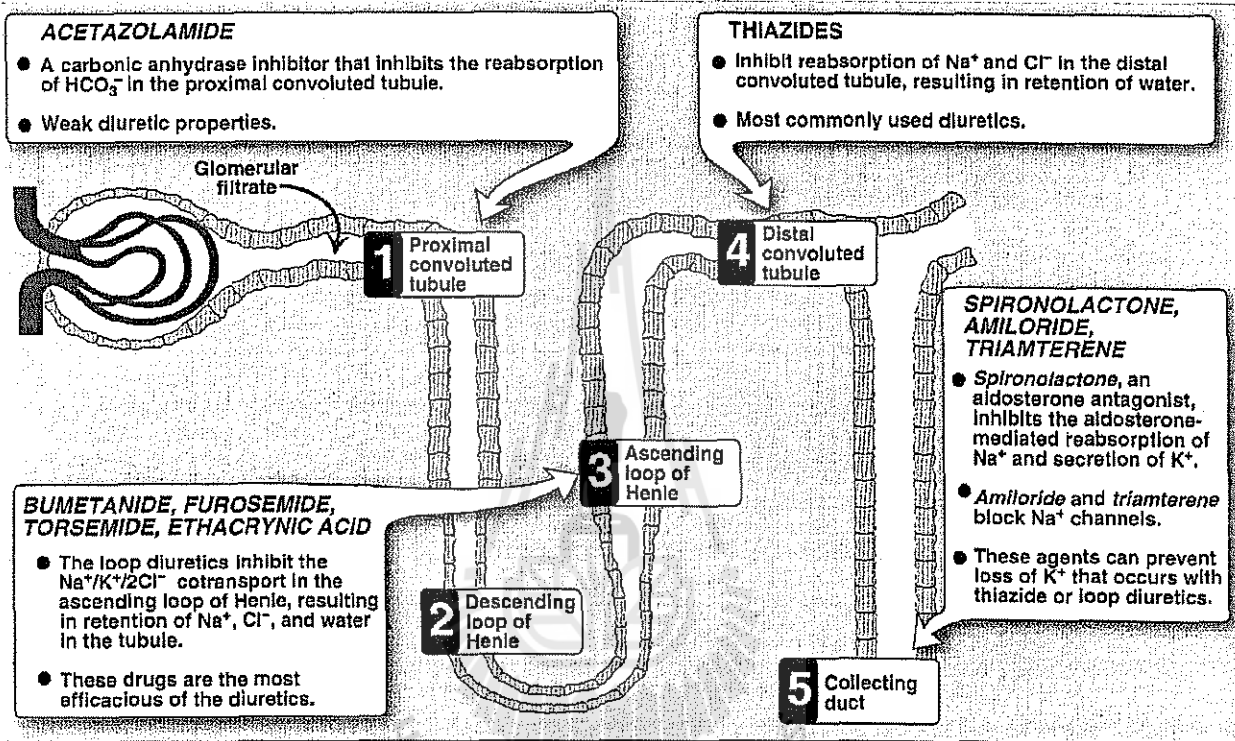 ACETAZOLAMIDE
● A carbonic anhydrase inhibitor that inhibits the reabsorption
of HCO₃⁻ in the proximal convoluted tubule.
● Weak diuretic properties.
THIAZIDES
● Inhibit reabsorption of Na⁺ and Cl⁻ in the distal
convoluted tubule, resulting in retention of water.
● Most commonly used diuretics.
Glomerular
filtrate
1 Proximal
convoluted
tubule
4 Distal
convoluted
tubule
SPIRONOLACTONE,
AMILORIDE,
TRIAMTERENE
● Spironolactone, an
aldosterone antagonist,
inhibits the aldosterone-
mediated reabsorption of
Na⁺ and secretion of K⁺.
● Amiloride and triamterene
block Na⁺ channels.
● These agents can prevent
loss of K⁺ that occurs with
thiazide or loop diuretics.
3 Ascending
loop of
Henle
BUMETANIDE, FUROSEMIDE,
TORSEMIDE, ETHACRYNIC ACID
● The loop diuretics inhibit the
Na⁺/K⁺/2Cl⁻ cotransport in the
ascending loop of Henle, resulting
in retention of Na⁺, Cl⁻, and water
in the tubule.
● These drugs are the most
efficacious of the diuretics.
2 Descending
loop of
Henle
5 Collecting
duct